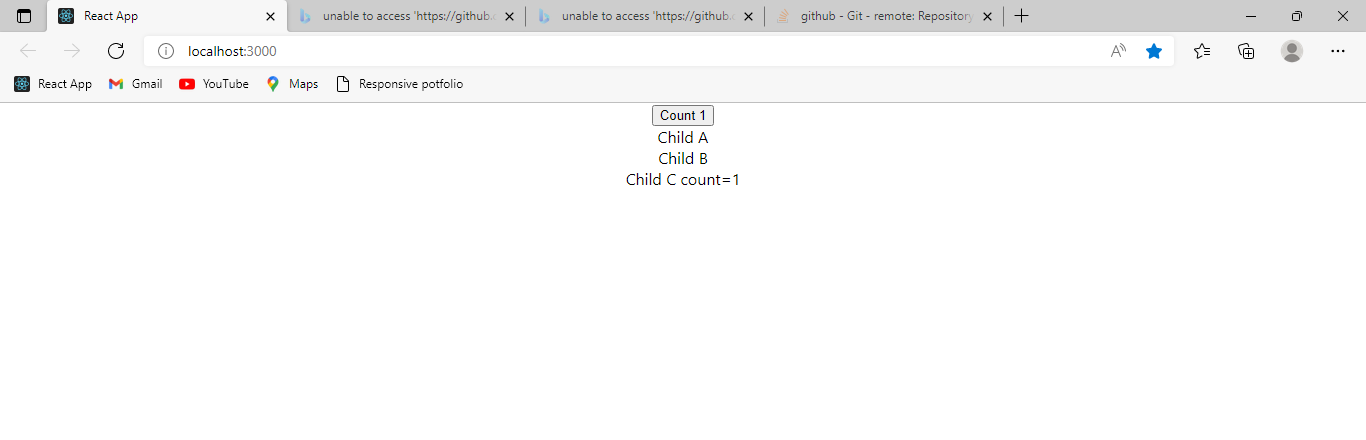 React App
unable to access 'https://github.
unable to access 'https://github.
github - Git - remote: Repository
localhost:3000
React App
Gmail
YouTube
Maps
Responsive potfolio
Count 1
Child A
Child B
Child C count=1